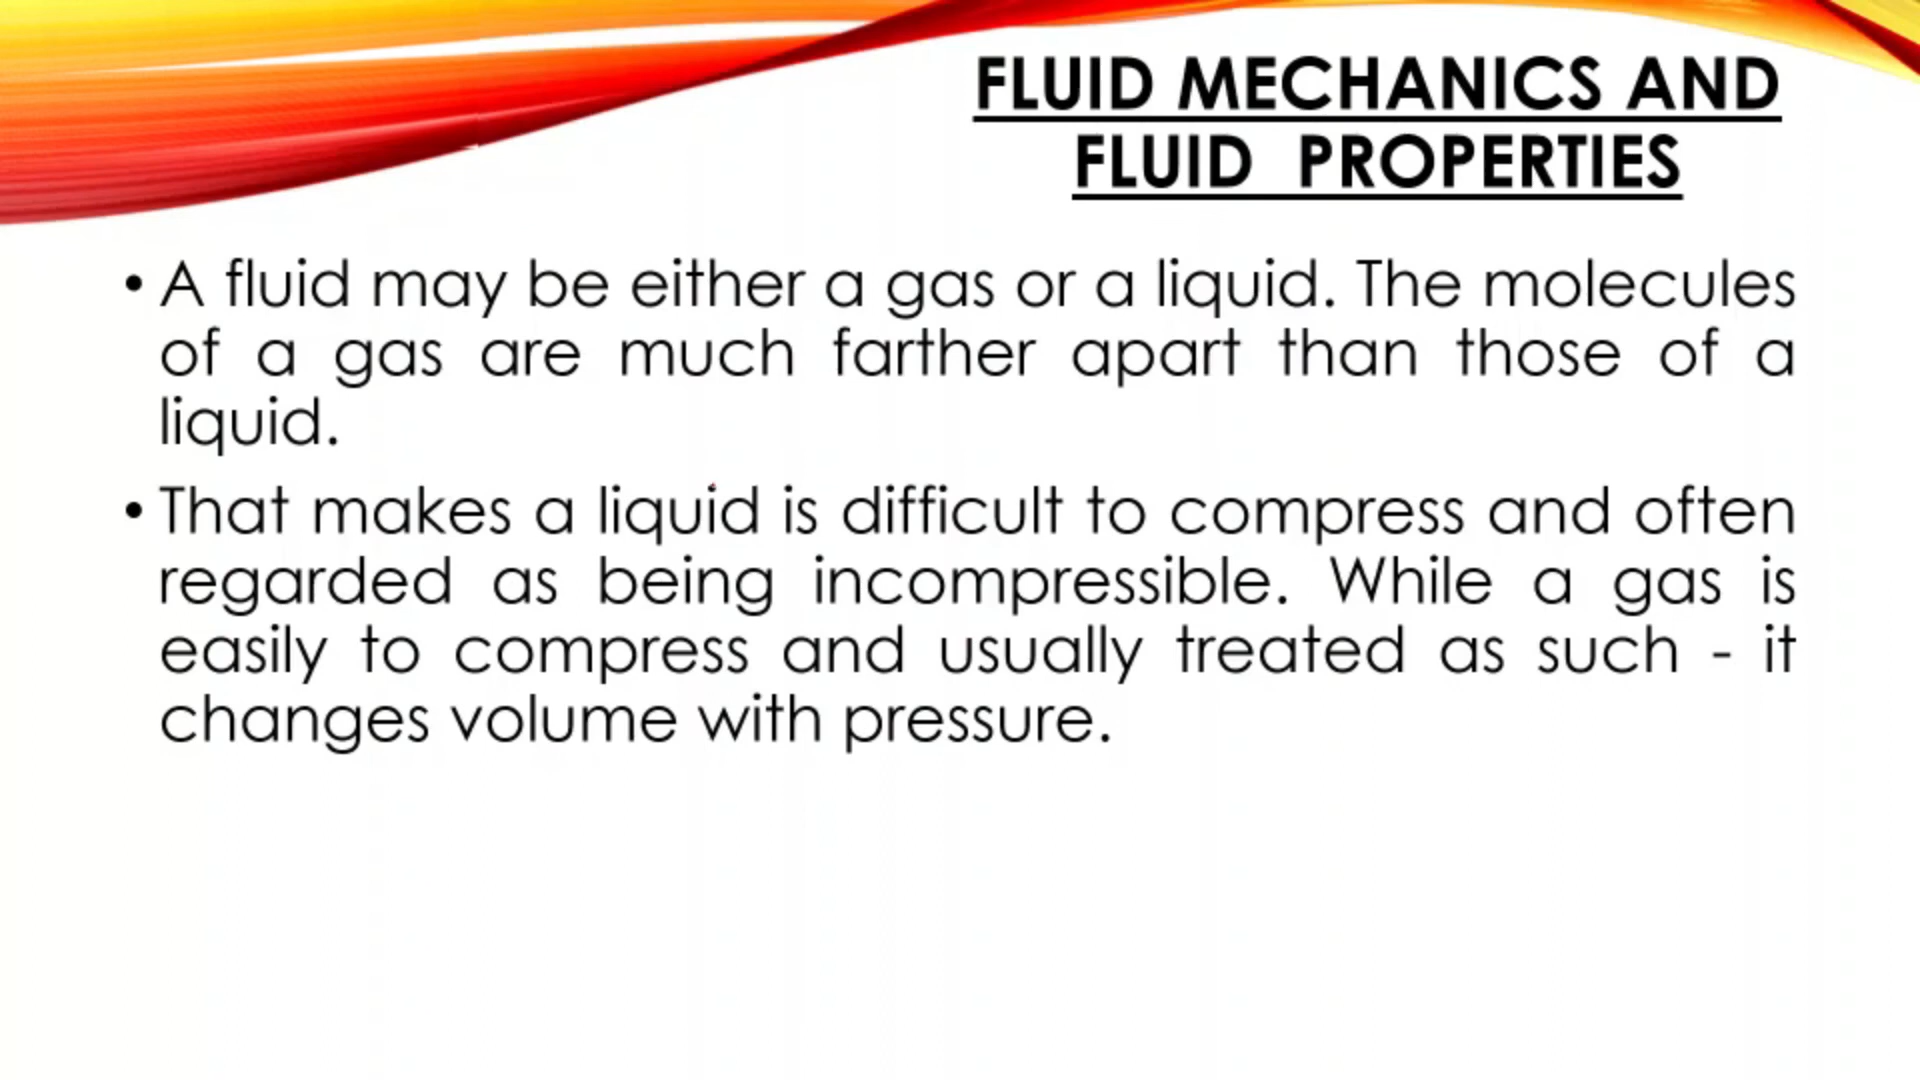 FLUID MECHANICS AND
FLUID PROPERTIES
• A fluid may be either a gas or a liquid. The molecules
of a gas are much farther apart than those of a
liquid.
• That makes a liquid is difficult to compress and often
regarded as being incompressible. While a gas is
easily to compress and usually treated as such - it
changes volume with pressure.